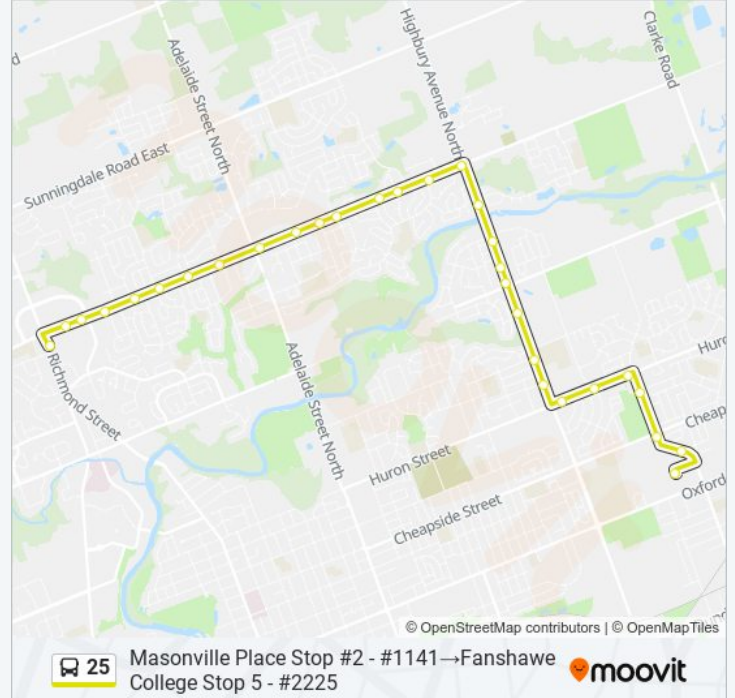 d
Adelaide Street North
Highbury Avenue North
Clarke Road
Sunningdale Road East
Richmond Street
Adelaide Street North
Huro
Huron Street
Cheap
Cheapside Street
Oxford
© OpenStreetMap contributors | © OpenMapTiles
25
Masonville Place Stop #2 - #1141→Fanshawe
College Stop 5 - #2225
moovit